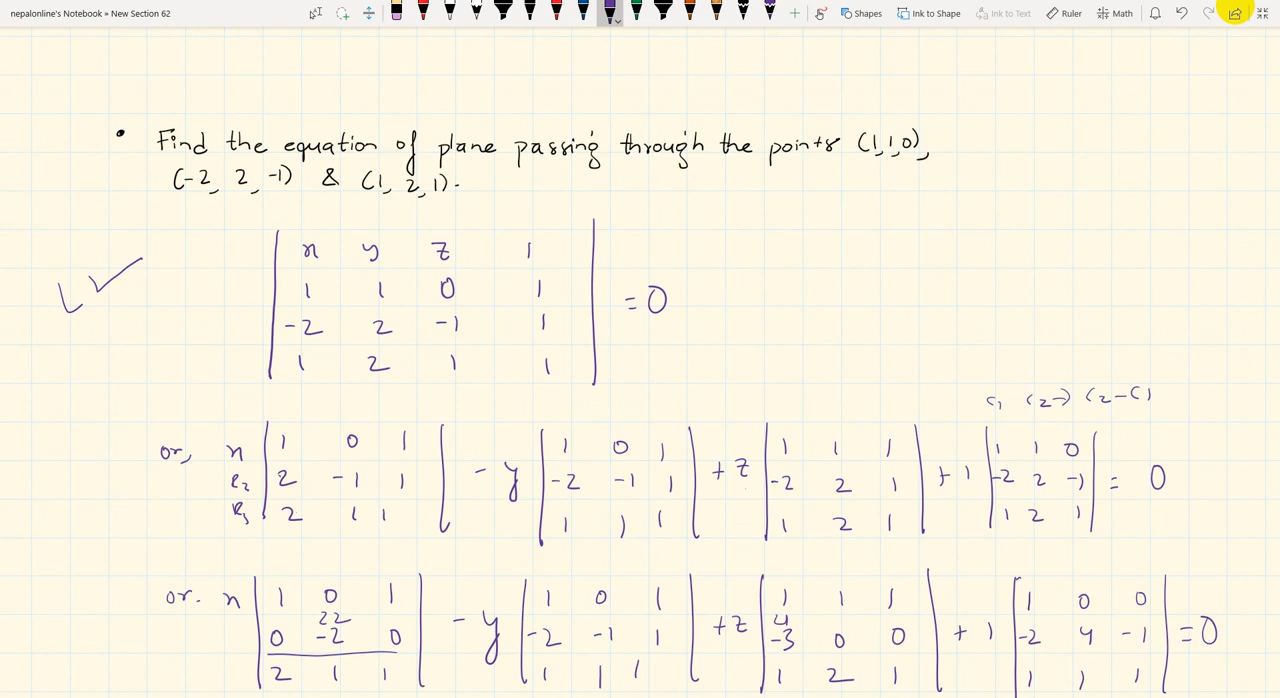 nepalonline's Notebook » New Section 62
Shapes Ink to Shape Ink to Text Ruler Math
• Find the equation of plane passing through the points (1,1,0),
(-2, 2, -1) & (1, 2, 1).
x y z 1
1 1 0 1 = 0
-2 2 -1 1
1 2 1 1
C1 C2→ C2-C1
or, x | 1 0 1 | - y | 1 0 1 | + z | 1 1 1 | + 1 | 1 1 0 | = 0
R2 | 2 -1 1 | | -2 -1 1 | | -2 2 1 | | -2 2 -1 |
R3 | 2 1 1 | | 1 1 1 | | 1 2 1 | | 1 2 1 |
or. x | 1 0 1 | - y | 1 0 1 | + z | 1 1 1 | + 1 | 1 0 0 | = 0
| 0 -2 0 | | -2 -1 1 | | -3 0 0 | | -2 4 -1 |
| 2 1 1 | | 1 1 1 | | 1 2 1 | | 1 1 1 |